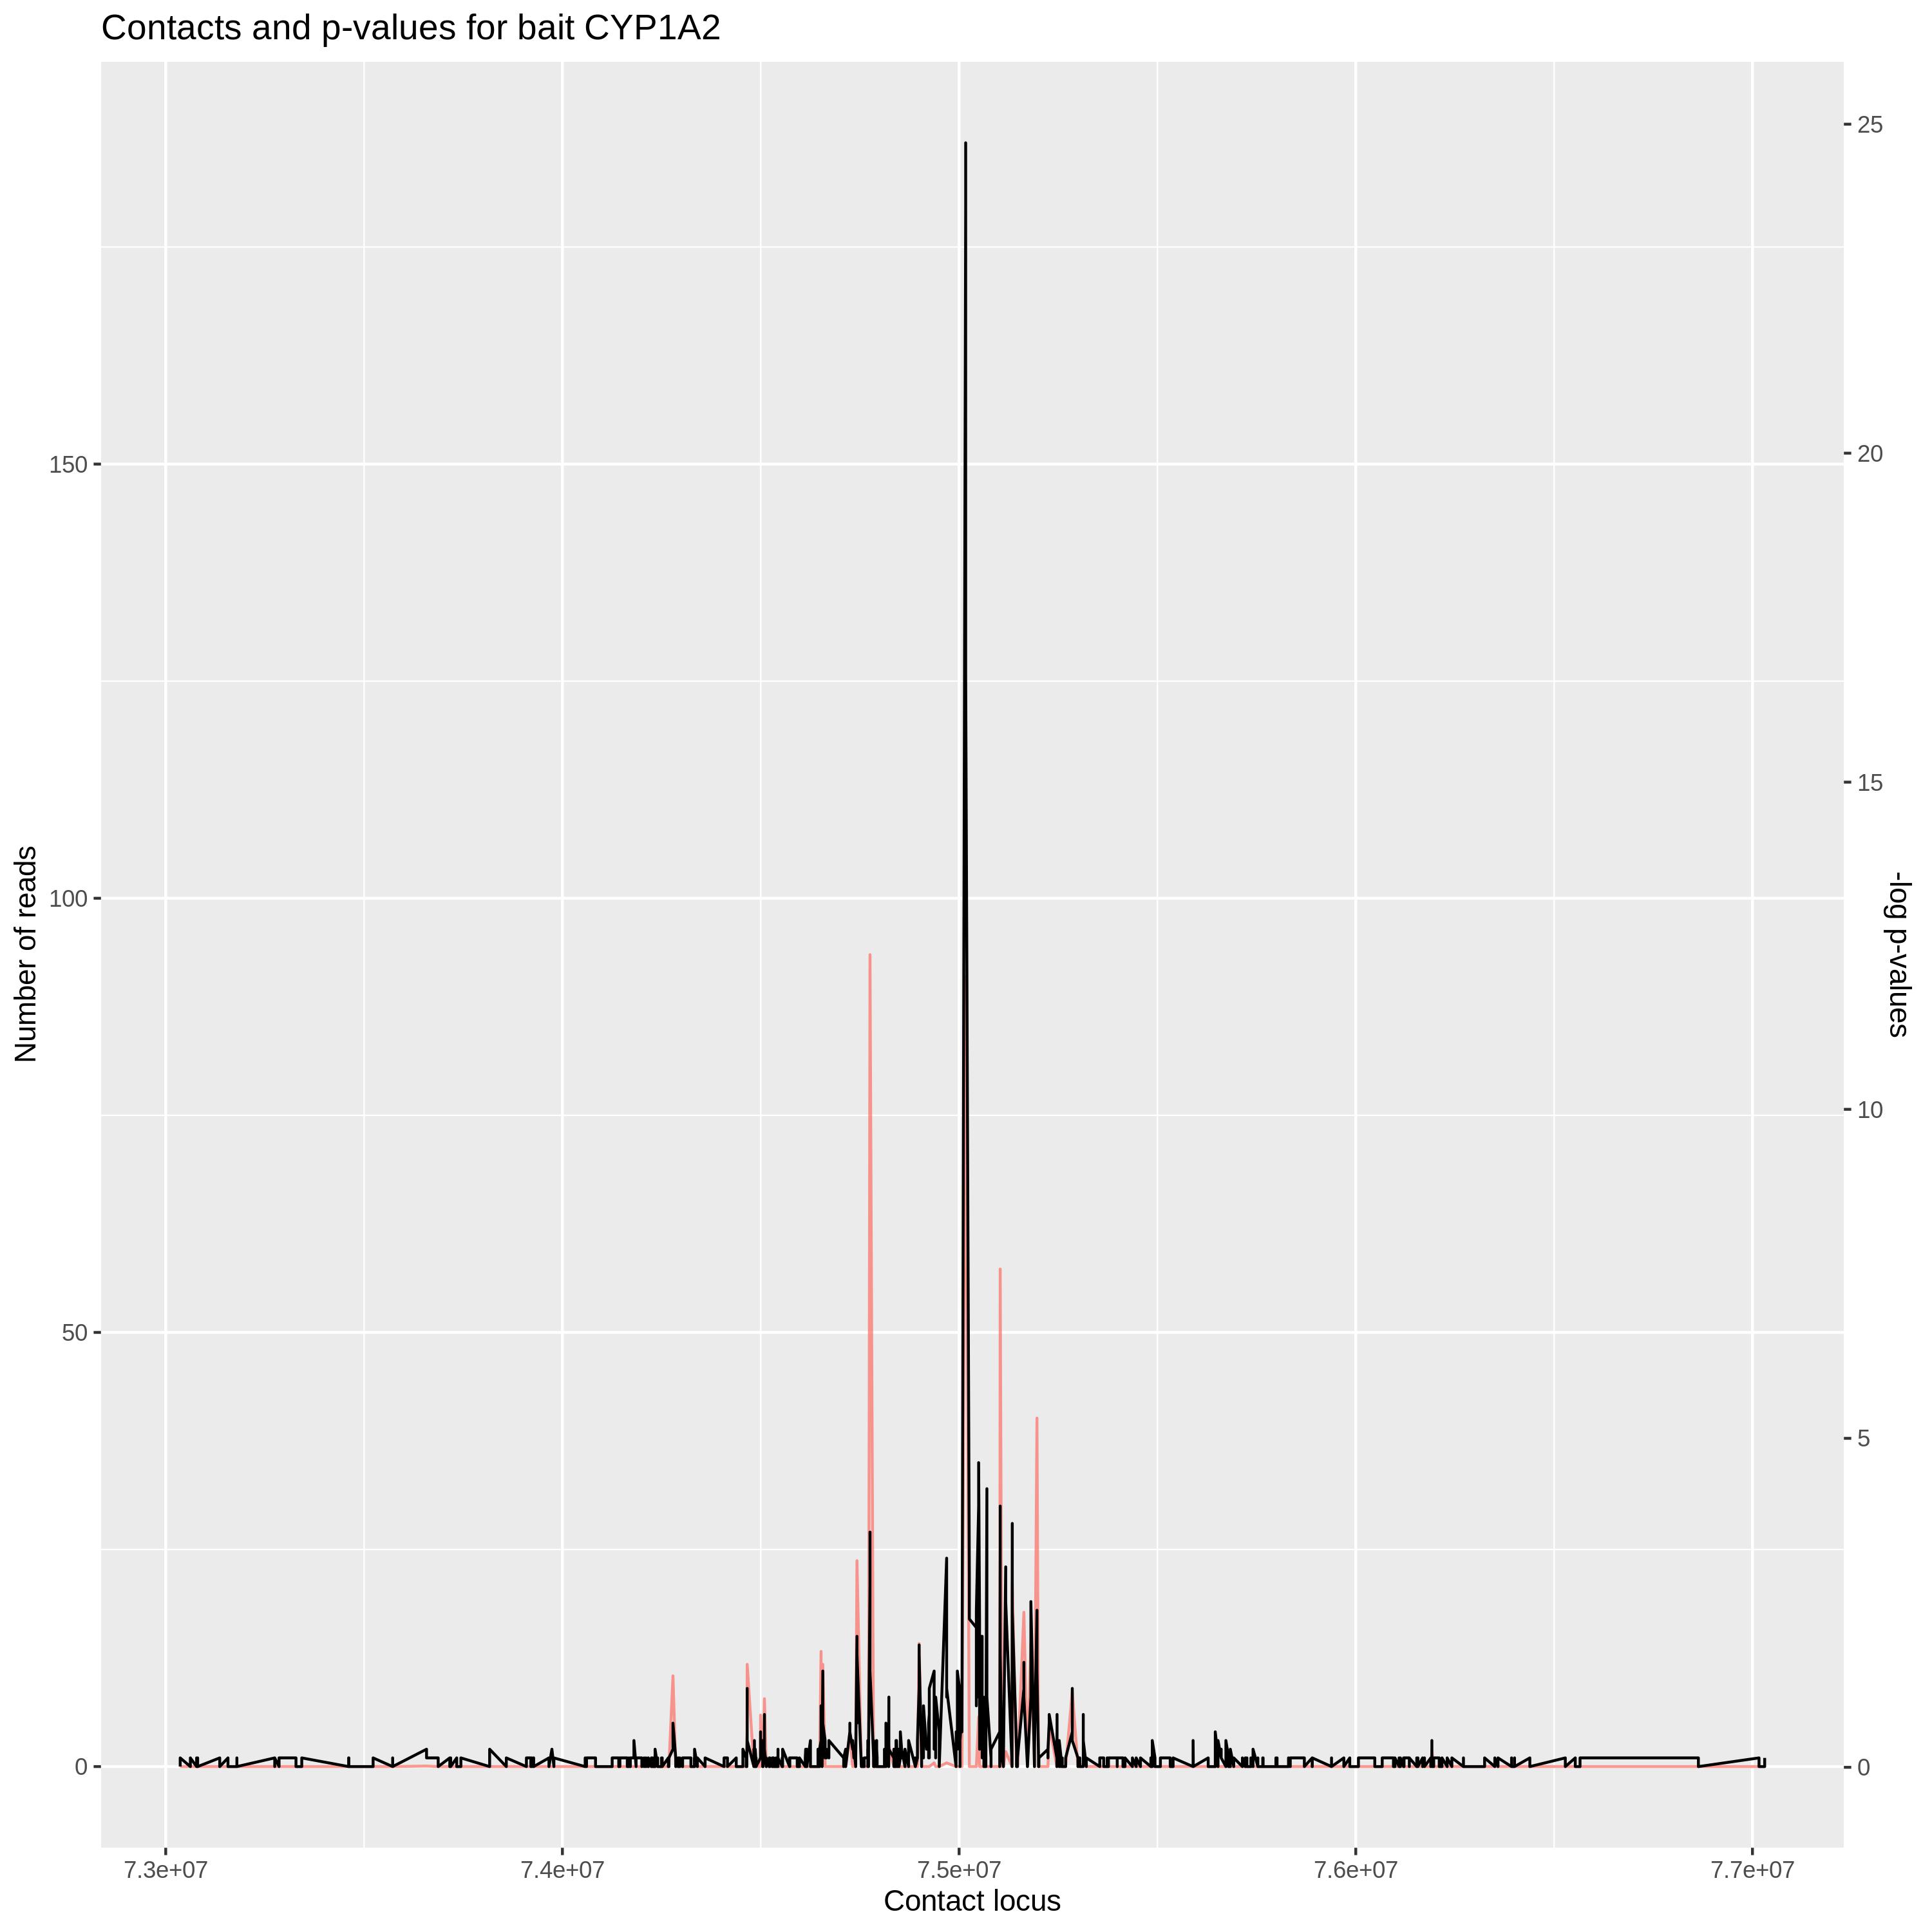 Contacts and p-values for bait CYP1A2
Number of reads
150
100
50
0
25
20
15
10
5
0
-log p-values
7.3e+07
7.4e+07
7.5e+07
7.6e+07
7.7e+07
Contact locus